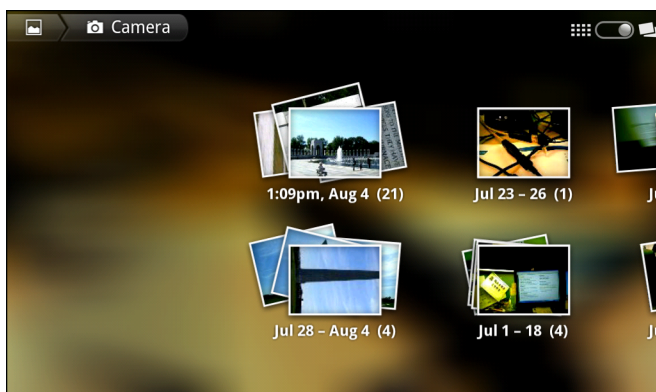 Camera
1:09pm, Aug 4 (21)
Jul 23 – 26 (1)
Jul 28 – Aug 4 (4)
Jul 1 – 18 (4)